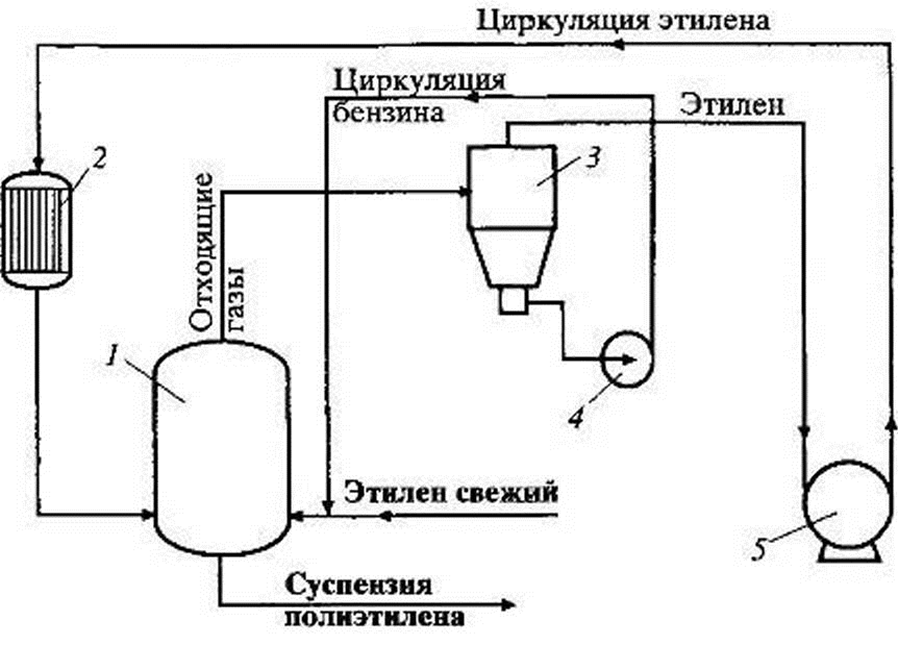 Циркуляция этилена
Циркуляция
бензина
Этилен
2
3
Отходящие
газы
1
4
Этилен свежий
5
Суспензия
полиэтилена